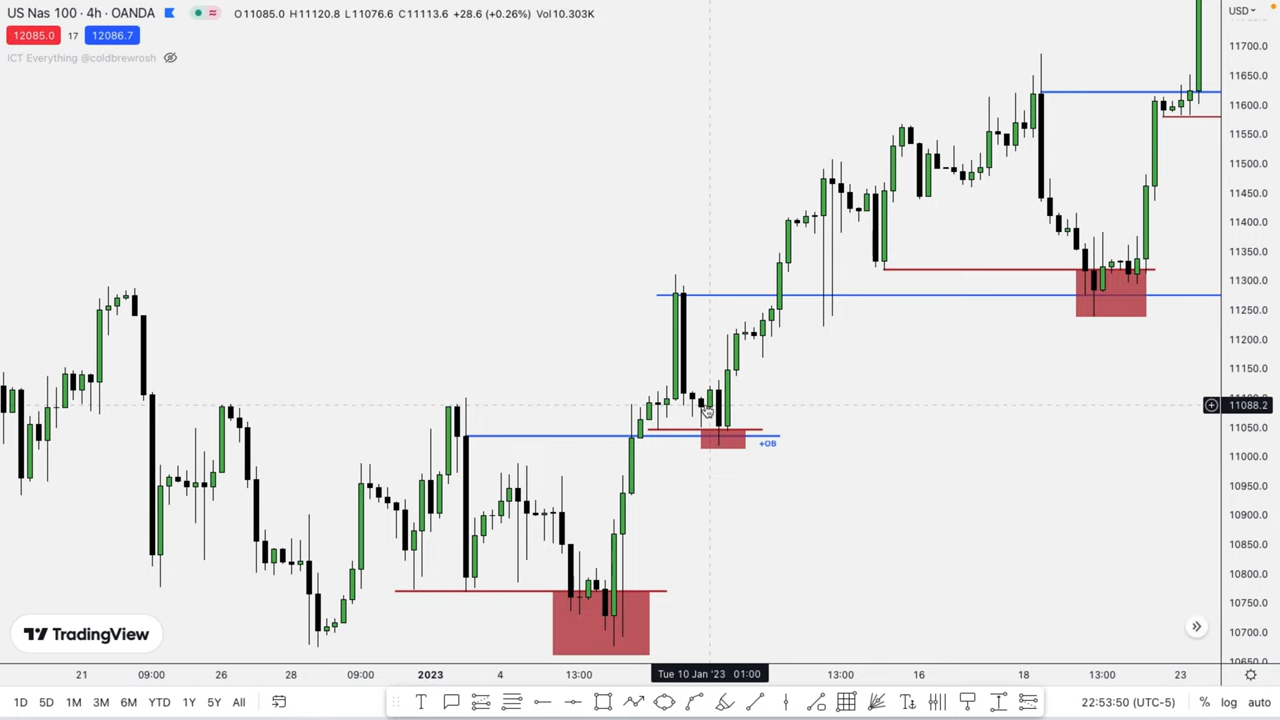 US Nas 100 · 4h · OANDA O11085.0 H11120.8 L11076.6 C11113.6 +28.6 (+0.26%) Vol10.303K
USD
12085.0 17 12086.7
ICT Everything @coldbrewrosh
11700.0
11650.0
11600.0
11550.0
11500.0
11450.0
11400.0
11350.0
11300.0
11250.0
11200.0
11150.0
11088.2
11050.0
+OB
11000.0
10950.0
10900.0
10850.0
10800.0
10750.0
10700.0
10650.0
TradingView
21 09:00 26 28 09:00 2023 4 13:00 Tue 10 Jan '23 01:00 13:00 16 18 13:00 23
1D 5D 1M 3M 6M YTD 1Y 5Y All 22:53:50 (UTC-5) % log auto